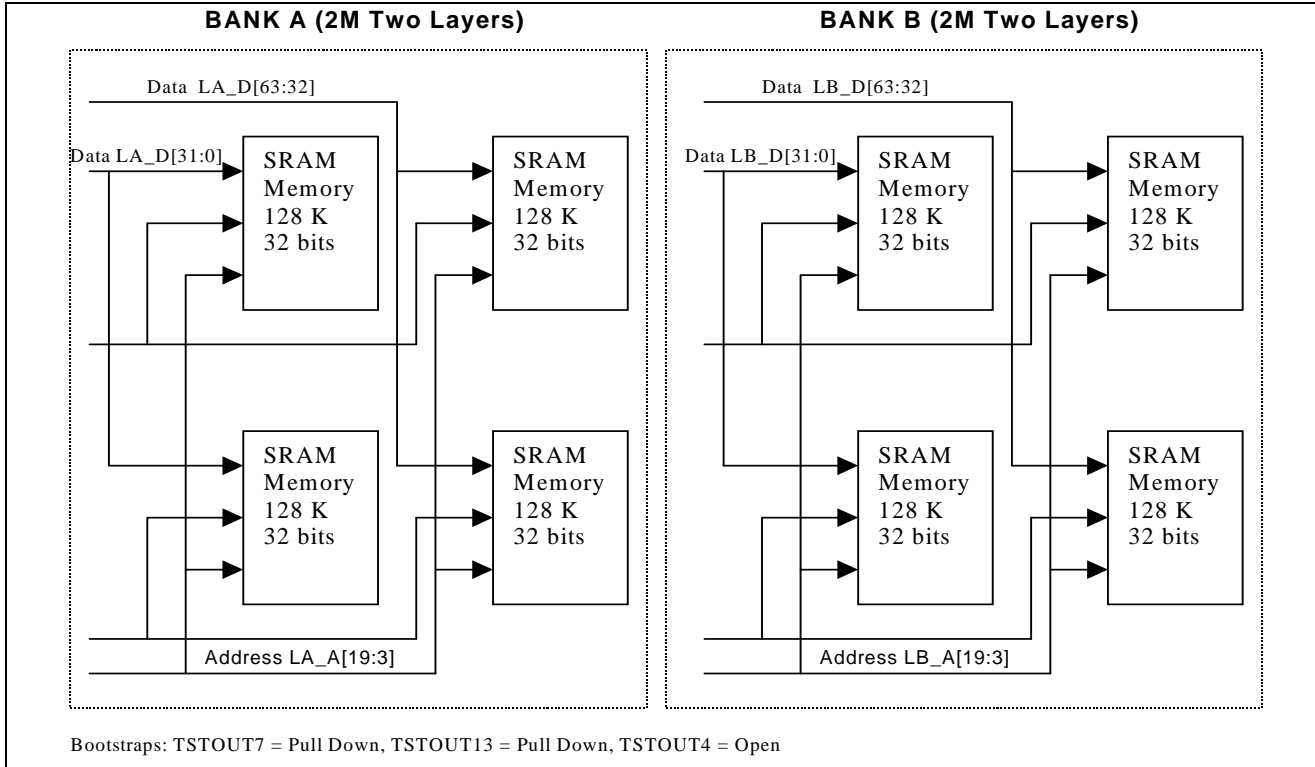 BANK A (2M Two Layers)
BANK B (2M Two Layers)
Data LA_D[63:32]
Data LB_D[63:32]
Data LA_D[31:0]
SRAM
Memory
128 K
32 bits
SRAM
Memory
128 K
32 bits
Data LB_D[31:0]
SRAM
Memory
128 K
32 bits
SRAM
Memory
128 K
32 bits
SRAM
Memory
128 K
32 bits
SRAM
Memory
128 K
32 bits
SRAM
Memory
128 K
32 bits
SRAM
Memory
128 K
32 bits
Address LA_A[19:3]
Address LB_A[19:3]
Bootstraps: TSTOUT7 = Pull Down, TSTOUT13 = Pull Down, TSTOUT4 = Open